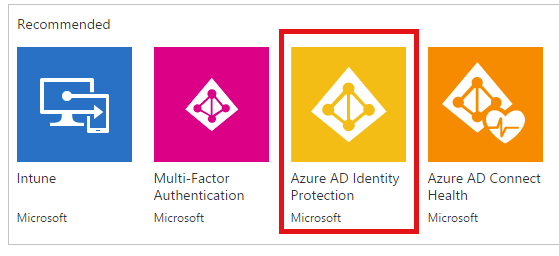 Recommended
Intune
Microsoft
Multi-Factor
Authentication
Microsoft
Azure AD Identity
Protection
Microsoft
Azure AD Connect
Health
Microsoft